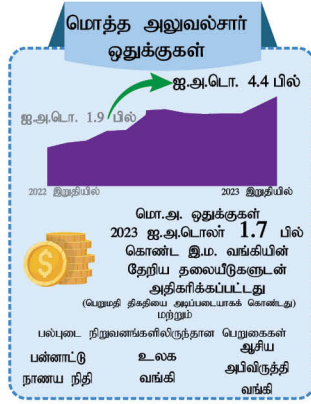 மொத்த அலுவல்சார்
ஒதுக்குகள்
ஐ.அ.டொ. 4.4 பில்
ஐ.அ.டொ. 1.9 பில்
2022 இறுதியில்
2023 இறுதியில்
மொ.அ. ஒதுக்குகள்
2023 ஐ.அ.டொலர் 1.7 பில்
கொண்ட இ.ம. வங்கியின்
தேறிய தலையீடுகளுடன்
அதிகரிக்கப்பட்டது
(பெறுமதி திகதியை அடிப்படையாகக் கொண்டது)
மற்றும்
பல்புடை நிறுவனங்களிலிருந்தான பெறுகைகள்
பன்னாட்டு
நாணய நிதி
உலக
வங்கி
ஆசிய
அபிவிருத்தி
வங்கி